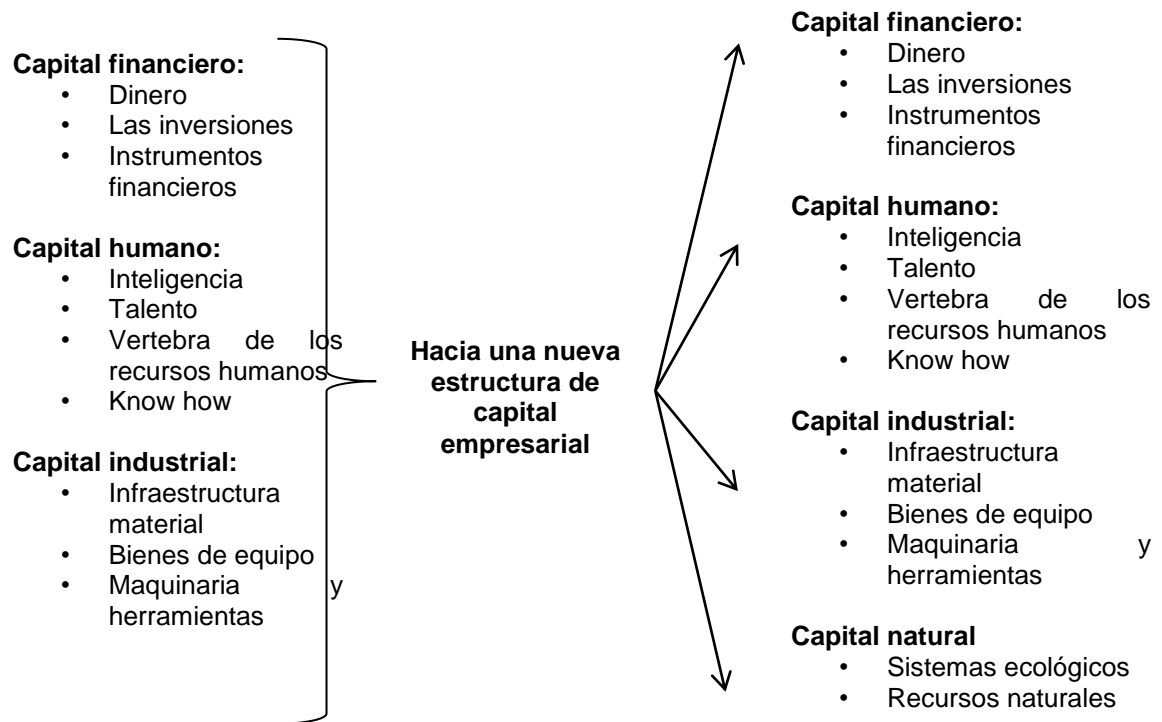 Capital financiero:
• Dinero
• Las inversiones
• Instrumentos
financieros
Capital humano:
• Inteligencia
• Talento
• Vertebra de los
recursos humanos
• Know how
Capital industrial:
• Infraestructura
material
• Bienes de equipo
• Maquinaria y
herramientas
Hacia una nueva
estructura de
capital
empresarial
Capital financiero:
• Dinero
• Las inversiones
• Instrumentos
financieros
Capital humano:
• Inteligencia
• Talento
• Vertebra de los
recursos humanos
• Know how
Capital industrial:
• Infraestructura
material
• Bienes de equipo
• Maquinaria y
herramientas
Capital natural
• Sistemas ecológicos
• Recursos naturales